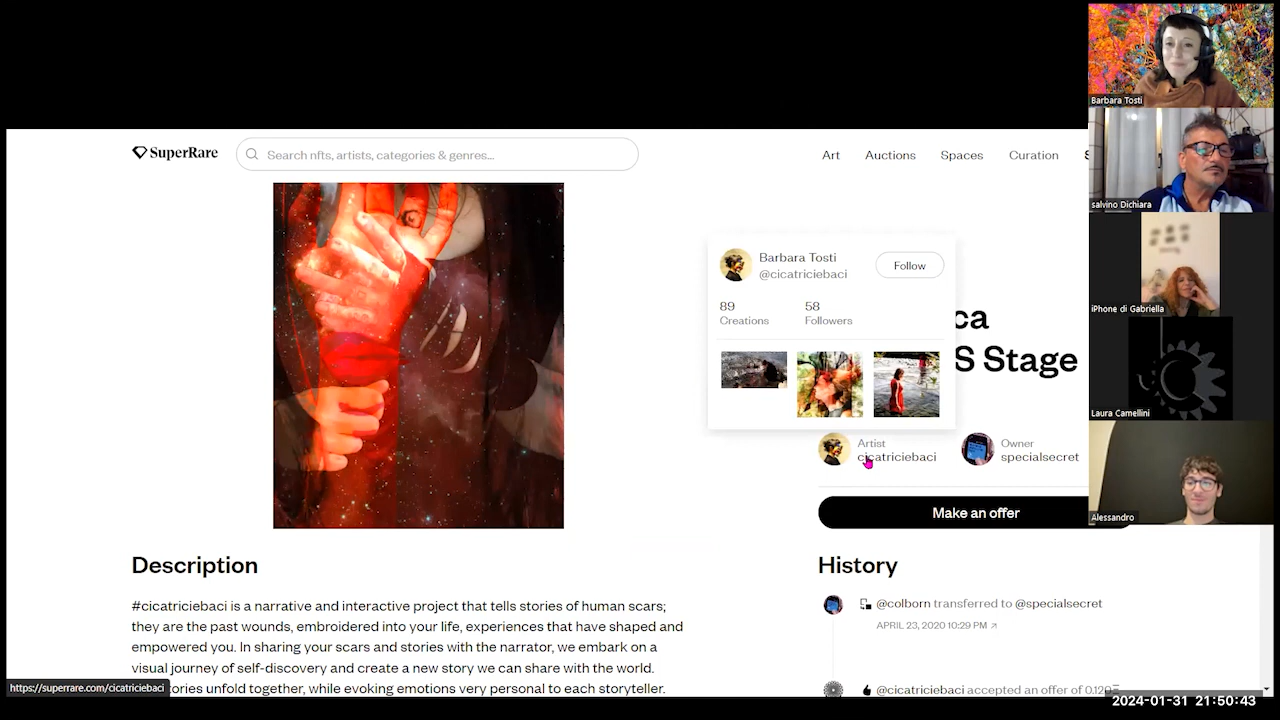 SuperRare
Search nfts, artists, categories & genres...
Art
Auctions
Spaces
Curation
Barbara Tosti
@cicatriciebaci
Follow
89
Creations
58
Followers
ca
S Stage
Artist
cicatriciebaci
Owner
specialsecret
Make an offer
Description
#cicatriciebaci is a narrative and interactive project that tells stories of human scars;
they are the past wounds, embroidered into your life, experiences that have shaped and
empowered you. In sharing your scars and stories with the narrator, we embark on a
visual journey of self-discovery and create a new story we can share with the world.
tories unfold together, while evoking emotions very personal to each storyteller.
https://superrare.com/cicatriciebaci
History
@colborn transferred to @specialsecret
APRIL 23, 2020 10:29 PM
@cicatriciebaci accepted an offer of 0.120Ξ
Barbara Tosti
salvino Dichiara
iPhone di Gabriella
Laura Camellini
Alessandro
2024-01-31 21:50:43